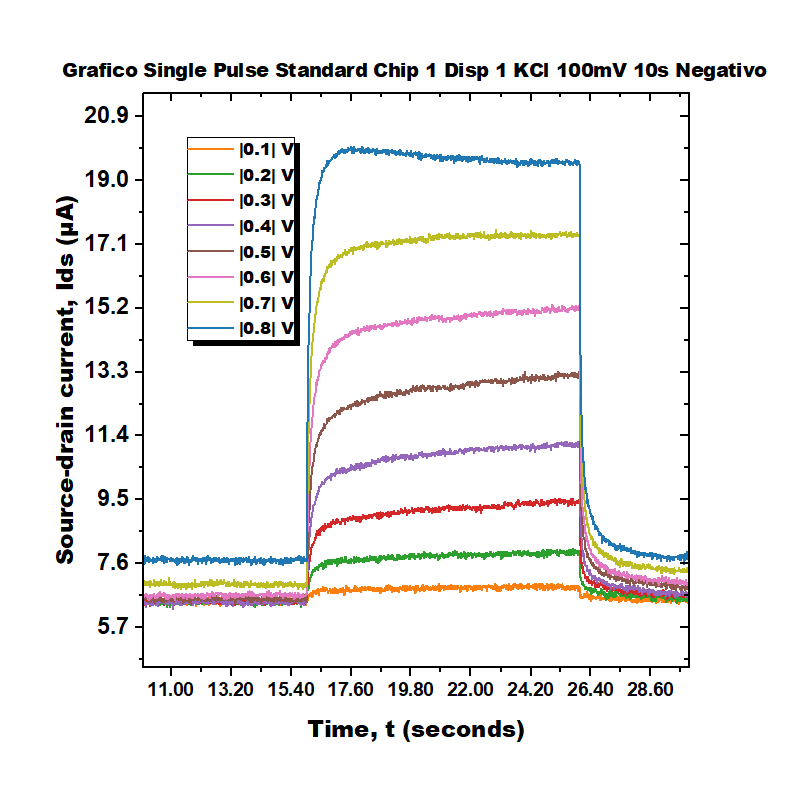 Grafico Single Pulse Standard Chip 1 Disp 1 KCl 100mV 10s Negativo
20.9
19.0
17.1
15.2
13.3
11.4
9.5
7.6
5.7
Source-drain current, Ids (µA)
|0.1| V
|0.2| V
|0.3| V
|0.4| V
|0.5| V
|0.6| V
|0.7| V
|0.8| V
11.00 13.20 15.40 17.60 19.80 22.00 24.20 26.40 28.60
Time, t (seconds)